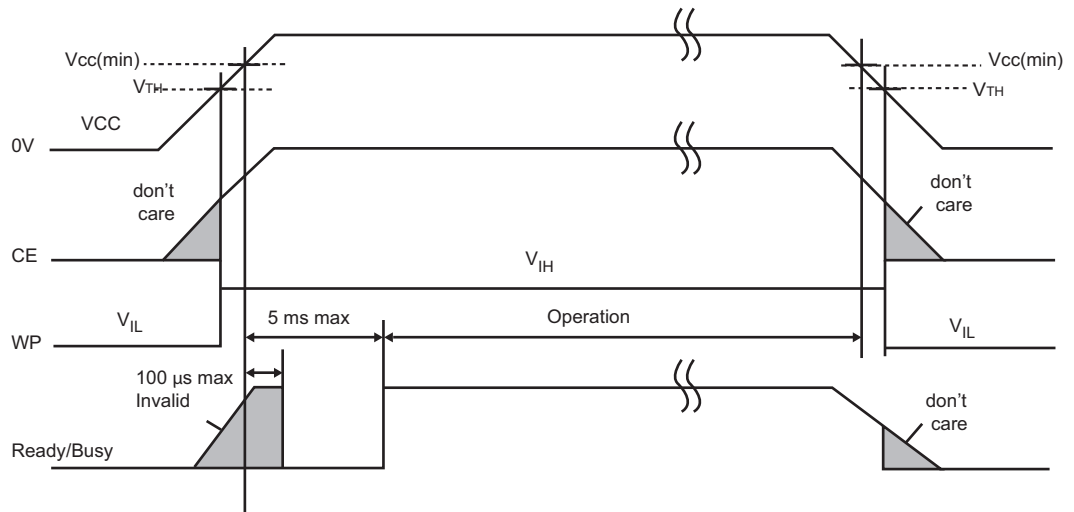 Vcc(min)
Vcc(min)
VTH
VTH
VCC
0V
don't
care
don't
care
CE
VIH
VIL
5 ms max
Operation
VIL
WP
100 µs max
Invalid
don't
care
Ready/Busy